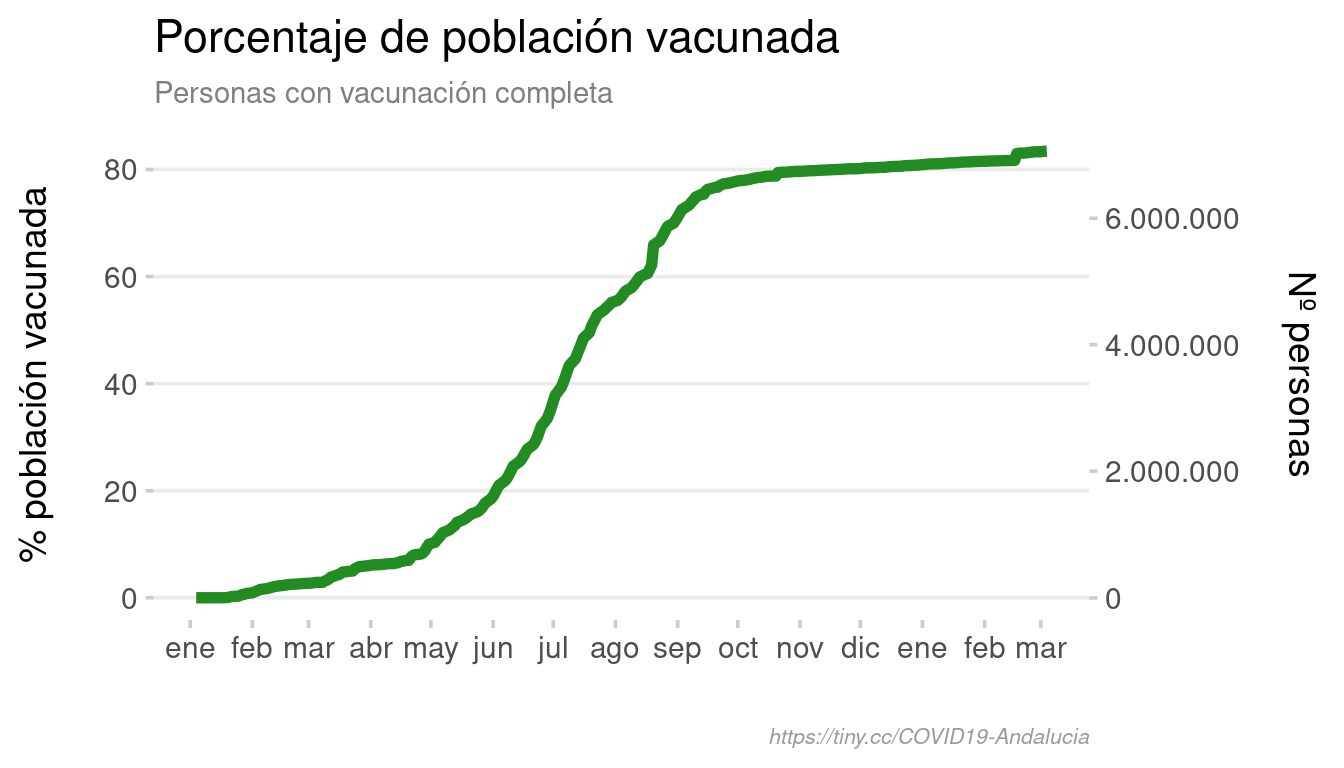 Porcentaje de población vacunada
Personas con vacunación completa
% población vacunada
80
60
40
20
0
6.000.000
4.000.000
2.000.000
0
Nº personas
ene feb mar abr may jun jul ago sep oct nov dic ene feb mar
https://tiny.cc/COVID19-Andalucia